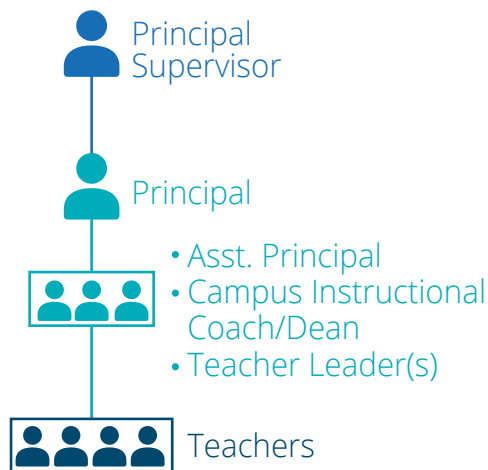 Principal
Supervisor
Principal
• Asst. Principal
• Campus Instructional
Coach/Dean
• Teacher Leader(s)
Teachers